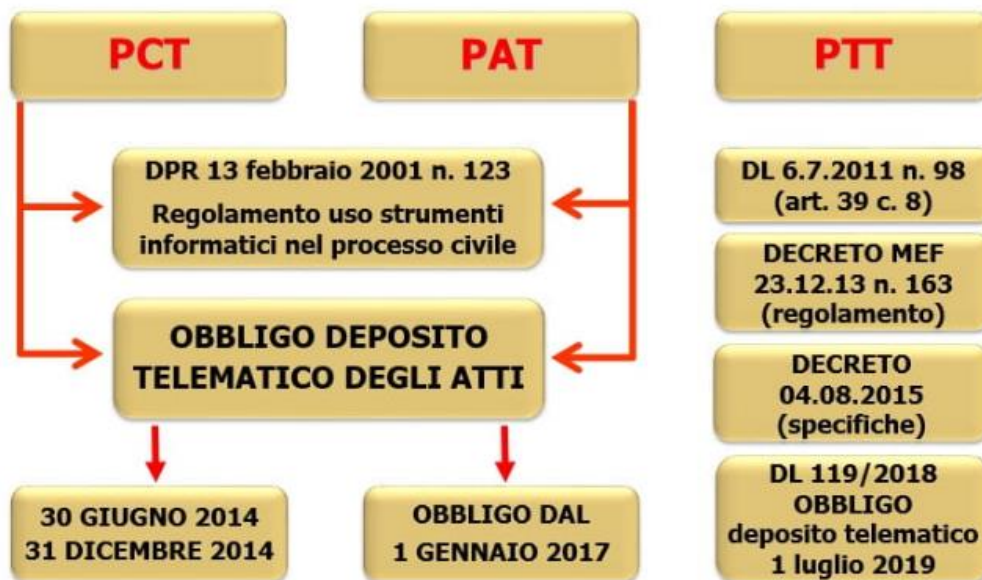 PCT
PAT
PTT
DPR 13 febbraio 2001 n. 123
Regolamento uso strumenti
informatici nel processo civile
OBBLIGO DEPOSITO
TELEMATICO DEGLI ATTI
30 GIUGNO 2014
31 DICEMBRE 2014
OBBLIGO DAL
1 GENNAIO 2017
DL 6.7.2011 n. 98
(art. 39 c. 8)
DECRETO MEF
23.12.13 n. 163
(regolamento)
DECRETO
04.08.2015
(specifiche)
DL 119/2018
OBBLIGO
deposito telematico
1 luglio 2019